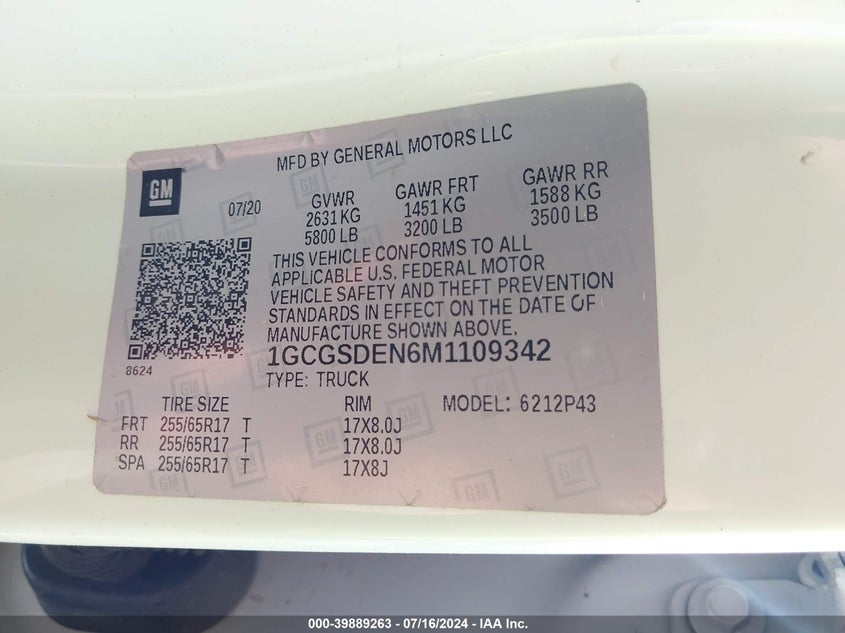 MFD BY GENERAL MOTORS LLC
GM
07/20
GVWR GAWR FRT GAWR RR
2631 KG 1451 KG 1588 KG
5800 LB 3200 LB 3500 LB
THIS VEHICLE CONFORMS TO ALL
APPLICABLE U.S. FEDERAL MOTOR
VEHICLE SAFETY AND THEFT PREVENTION
STANDARDS IN EFFECT ON THE DATE OF
MANUFACTURE SHOWN ABOVE.
8624
1GCGSDEN6M1109342
TYPE: TRUCK
TIRE SIZE RIM MODEL: 6212P43
FRT 255/65R17 T 17X8.0J
RR 255/65R17 T 17X8.0J
SPA 255/65R17 T 17X8J
000-39889263 - 07/16/2024 - IAA Inc.